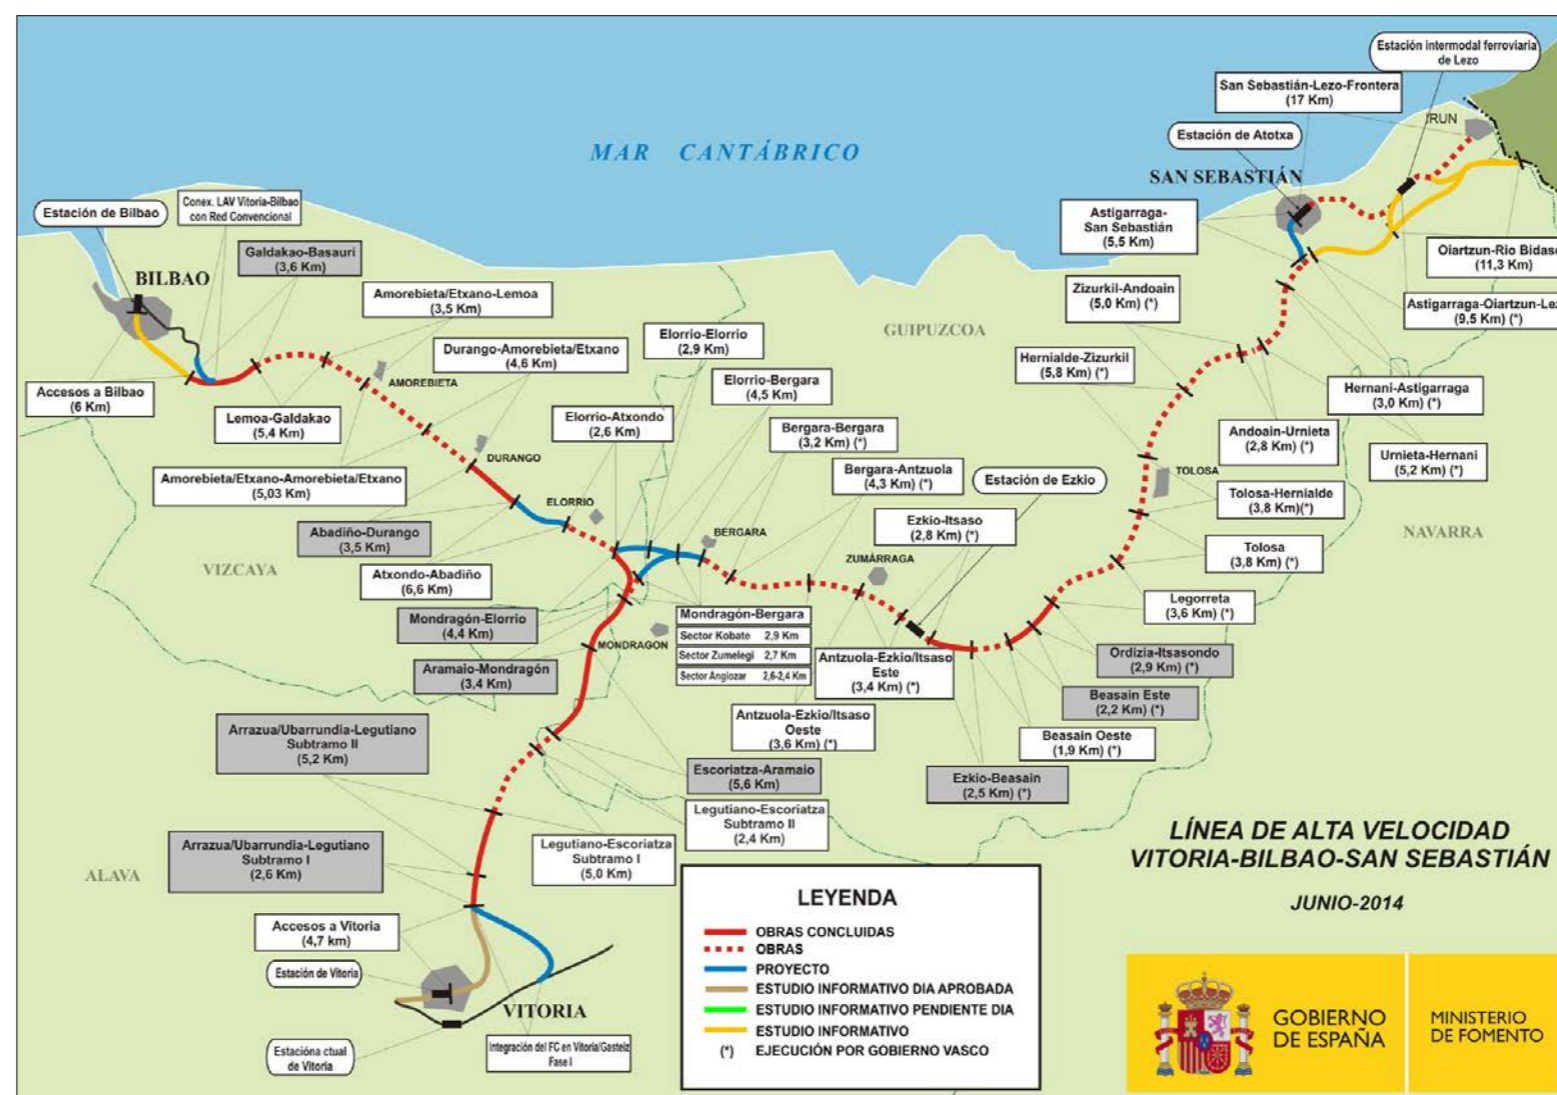 Estación intermodal ferroviaria
de Lezo
San Sebastián-Lezo-Frontera
(17 Km)
IRUN
Estación de Atotxa
MAR CANTÁBRICO
SAN SEBASTIÁN
Conex. LAV Vitoria-Bilbao
con Red Convencional
Estación de Bilbao
Astigarraga-
San Sebastián
(5,5 Km)
Galdakao-Basauri
(3,6 Km)
Oiartzun-Rio Bidaso
(11,3 Km)
BILBAO
Amorebieta/Etxano-Lemoa
(3,5 Km)
Zizurkil-Andoain
(5,0 Km) (*)
Astigarraga-Oiartzun-Lez
(9,5 Km) (*)
GUIPUZCOA
Elorrio-Elorrio
(2,9 Km)
Durango-Amorebieta/Etxano
(4,6 Km)
Hernialde-Zizurkil
(5,8 Km) (*)
AMOREBIETA
Elorrio-Bergara
(4,5 Km)
Accesos a Bilbao
(6 Km)
Hernani-Astigarraga
(3,0 Km) (*)
Lemoa-Galdakao
(5,4 Km)
Elorrio-Atxondo
(2,6 Km)
Bergara-Bergara
(3,2 Km) (*)
Andoain-Urnieta
(2,8 Km) (*)
Urnieta-Hernani
(5,2 Km) (*)
DURANGO
Bergara-Antzuola
(4,3 Km) (*)
Estación de Ezkio
TOLOSA
Amorebieta/Etxano-Amorebieta/Etxano
(5,03 Km)
Tolosa-Hernialde
(3,8 Km)(*)
ELORRIO
Ezkio-Itsaso
(2,8 Km) (*)
Abadiño-Durango
(3,5 Km)
BERGARA
NAVARRA
Tolosa
(3,8 Km) (*)
VIZCAYA
ZUMÁRRAGA
Atxondo-Abadiño
(6,6 Km)
Legorreta
(3,6 Km) (*)
Mondragón-Elorrio
(4,4 Km)
Mondragón-Bergara
Sector Kobate 2,9 Km
Sector Zumelegi 2,7 Km
Sector Angiozar 2,6-2,4 Km
MONDRAGÓN
Ordizia-Itsasondo
(2,9 Km) (*)
Aramaio-Mondragón
(3,4 Km)
Antzuola-Ezkio/Itsaso
Este
(3,4 Km) (*)
Beasain Este
(2,2 Km) (*)
Antzuola-Ezkio/Itsaso
Oeste
(3,6 Km) (*)
Beasain Oeste
(1,9 Km) (*)
Arrazua/Ubarrundia-Legutiano
Subtramo II
(5,2 Km)
Escoriatza-Aramaio
(5,6 Km)
Ezkio-Beasain
(2,5 Km) (*)
Legutiano-Escoriatza
Subtramo II
(2,4 Km)
Arrazua/Ubarrundia-Legutiano
Subtramo I
(2,6 Km)
Legutiano-Escoriatza
Subtramo I
(5,0 Km)
ALAVA
LÍNEA DE ALTA VELOCIDAD
VITORIA-BILBAO-SAN SEBASTIÁN
JUNIO-2014
Accesos a Vitoria
(4,7 km)
Estación de Vitoria
VITORIA
Estacióna ctual
de Vitoria
Integración del FC en Vitoria/Gasteiz
Fase I
LEYENDA
OBRAS CONCLUIDAS
OBRAS
PROYECTO
ESTUDIO INFORMATIVO DIA APROBADA
ESTUDIO INFORMATIVO PENDIENTE DIA
ESTUDIO INFORMATIVO
(*) EJECUCIÓN POR GOBIERNO VASCO
GOBIERNO
DE ESPAÑA
MINISTERIO
DE FOMENTO